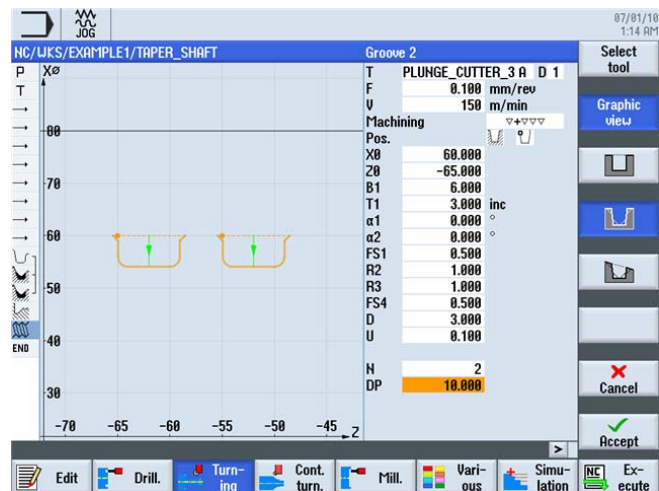 JOG
07/01/10
1:14 AM
NC/WKS/EXAMPLE1/TAPER_SHAFT
Groove 2
Select tool
P
T
END
XØ
80
70
60
50
40
30
-70 -65 -60 -55 -50 -45 Z
T PLUNGE_CUTTER_3 A D 1
F 0.100 mm/rev
V 150 m/min
Machining ▽+▽▽▽
Pos.
X0 60.000
Z0 -65.000
B1 6.000
T1 3.000 inc
α1 0.000 °
α2 0.000 °
FS1 0.500
R2 1.000
R3 1.000
FS4 0.500
D 3.000
U 0.100
N 2
DP 10.000
Graphic view
Cancel
Accept
>
Edit
Drill.
Turn-
ing
Cont.
turn.
Mill.
Vari-
ous
Simu-
lation
NC
Ex-
ecute